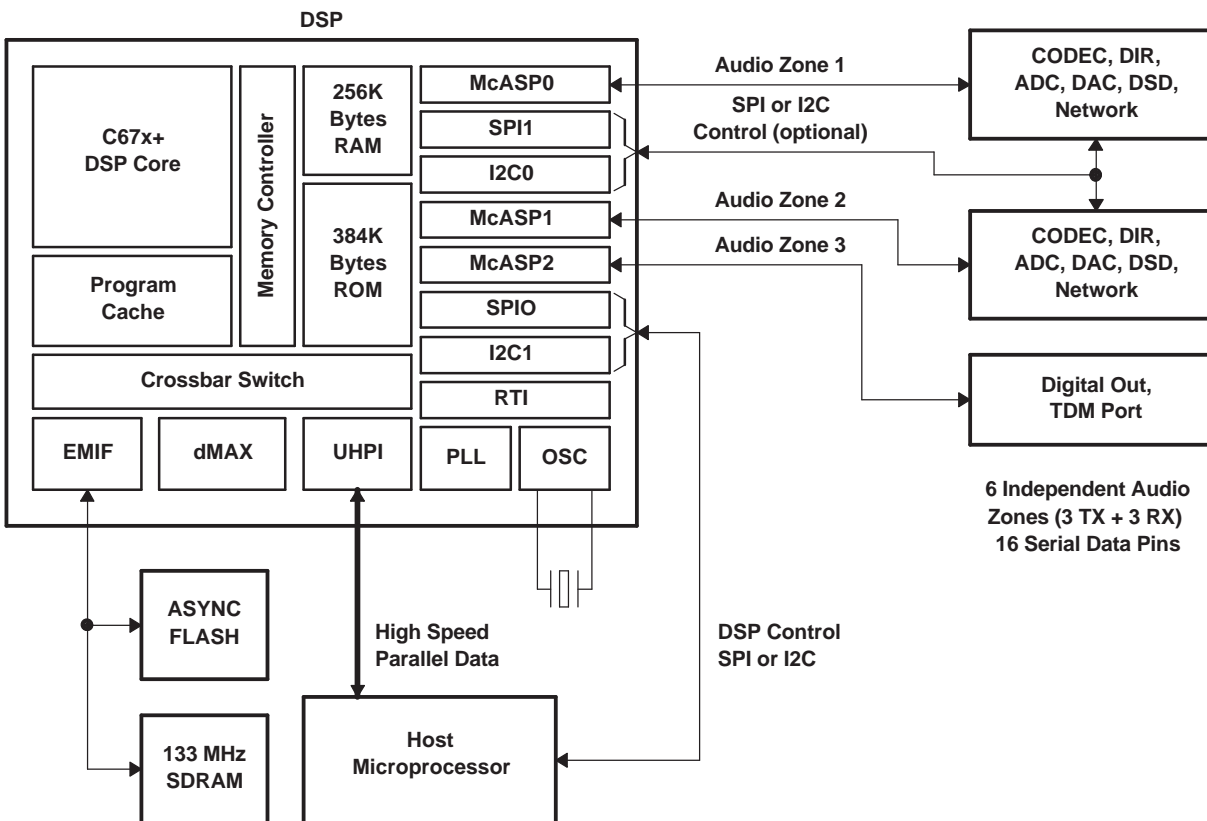 DSP
C67x+
DSP Core
Program
Cache
Memory Controller
256K
Bytes
RAM
384K
Bytes
ROM
McASP0
SPI1
I2C0
McASP1
McASP2
SPIO
I2C1
RTI
Crossbar Switch
EMIF
dMAX
UHPI
PLL
OSC
Audio Zone 1
SPI or I2C
Control (optional)
Audio Zone 2
Audio Zone 3
CODEC, DIR,
ADC, DAC, DSD,
Network
CODEC, DIR,
ADC, DAC, DSD,
Network
Digital Out,
TDM Port
6 Independent Audio
Zones (3 TX + 3 RX)
16 Serial Data Pins
ASYNC
FLASH
133 MHz
SDRAM
High Speed
Parallel Data
Host
Microprocessor
DSP Control
SPI or I2C